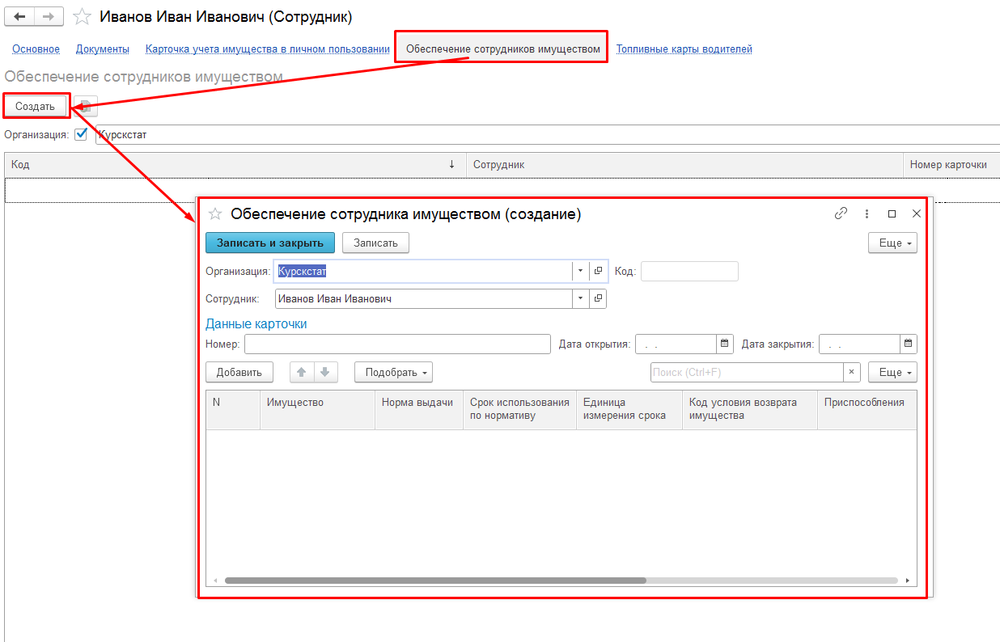 Иванов Иван Иванович (Сотрудник)
Основное Документы Карточка учета имущества в личном пользовании Обеспечение сотрудников имуществом Топливные карты водителей
Обеспечение сотрудников имуществом
Создать
Организация: Курскстат
Код Сотрудник Номер карточки
Обеспечение сотрудника имуществом (создание)
Записать и закрыть Записать Еще
Организация: Курскстат Код:
Сотрудник: Иванов Иван Иванович
Данные карточки
Номер: Дата открытия: . . Дата закрытия: . .
Добавить Подобрать Поиск (Ctrl+F) × Еще
N Имущество Норма выдачи Срок использования Единица Код условия возврата Приспособления
по нормативу измерения срока имущества